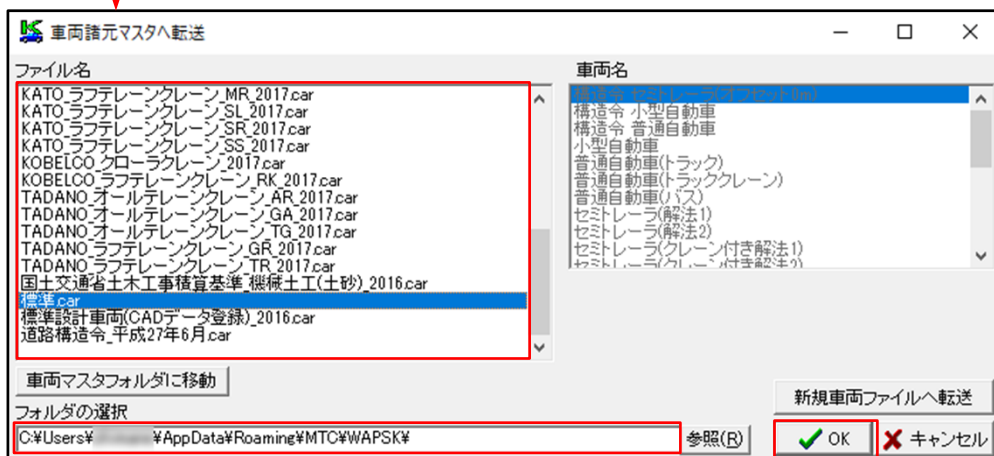 車両諸元マスタへ転送
ファイル名
KATO_ラフテレーンクレーン_MR_2017.car
KATO_ラフテレーンクレーン_SL_2017.car
KATO_ラフテレーンクレーン_SR_2017.car
KATO_ラフテレーンクレーン_SS_2017.car
KOBELCO_クローラクレーン_2017.car
KOBELCO_ラフテレーンクレーン_RK_2017.car
TADANO_オールテレーンクレーン_AR_2017.car
TADANO_オールテレーンクレーン_GA_2017.car
TADANO_オールテレーンクレーン_TG_2017.car
TADANO_ラフテレーンクレーン_GR_2017.car
TADANO_ラフテレーンクレーン_TR_2017.car
国土交通省土木工事積算基準_機械土工(土砂)_2016.car
標準.car
標準設計車両(CADデータ登録)_2016.car
道路構造令_平成27年6月.car
車両名
構造令 セミトレーラ(オフセット0m)
構造令 小型自動車
構造令 普通自動車
小型自動車
普通自動車(トラック)
普通自動車(トラッククレーン)
普通自動車(バス)
セミトレーラ(解法1)
セミトレーラ(解法2)
セミトレーラ(クレーン付き解法1)
セミトレーラ(クレーン付き解法2)
車両マスタフォルダに移動
新規車両ファイルへ転送
フォルダの選択
C:¥Users¥ ¥AppData¥Roaming¥MTC¥WAPSK¥
参照(R)
OK
キャンセル